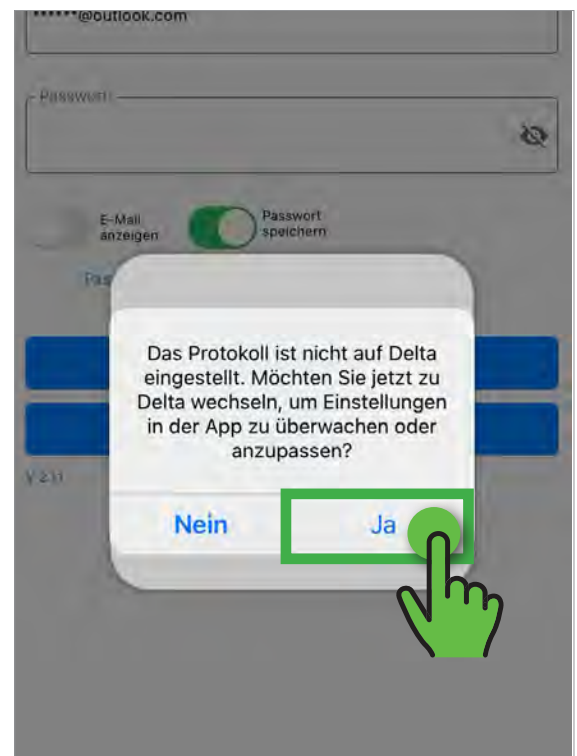 ******@outlook.com
Passwort
E-Mail
anzeigen
Passwort
speichern
Pas
Das Protokoll ist nicht auf Delta
eingestellt. Möchten Sie jetzt zu
Delta wechseln, um Einstellungen
in der App zu überwachen oder
anzupassen?
Nein
Ja